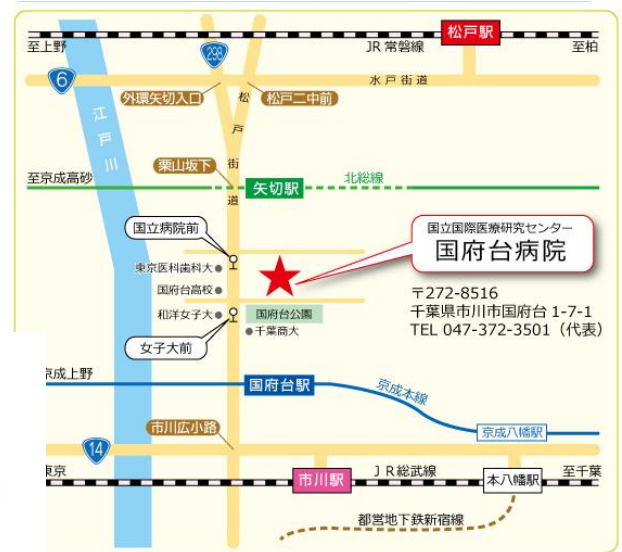 松戸駅
至上野
298
JR 常磐線
至柏
6
水戸街道
外環矢切入口
松戸二中前
江戸川
松戸街道
栗山坂下
至京成高砂
矢切駅
北総線
国立病院前
国立国際医療研究センター
国府台病院
東京医科歯科大
国府台高校
和洋女子大
国府台公園
千葉商大
女子大前
〒272-8516
千葉県市川市国府台 1-7-1
TEL 047-372-3501（代表）
京成上野
国府台駅
京成本線
京成八幡駅
市川広小路
14
東京
市川駅
JR総武線
本八幡駅
至千葉
都営地下鉄新宿線